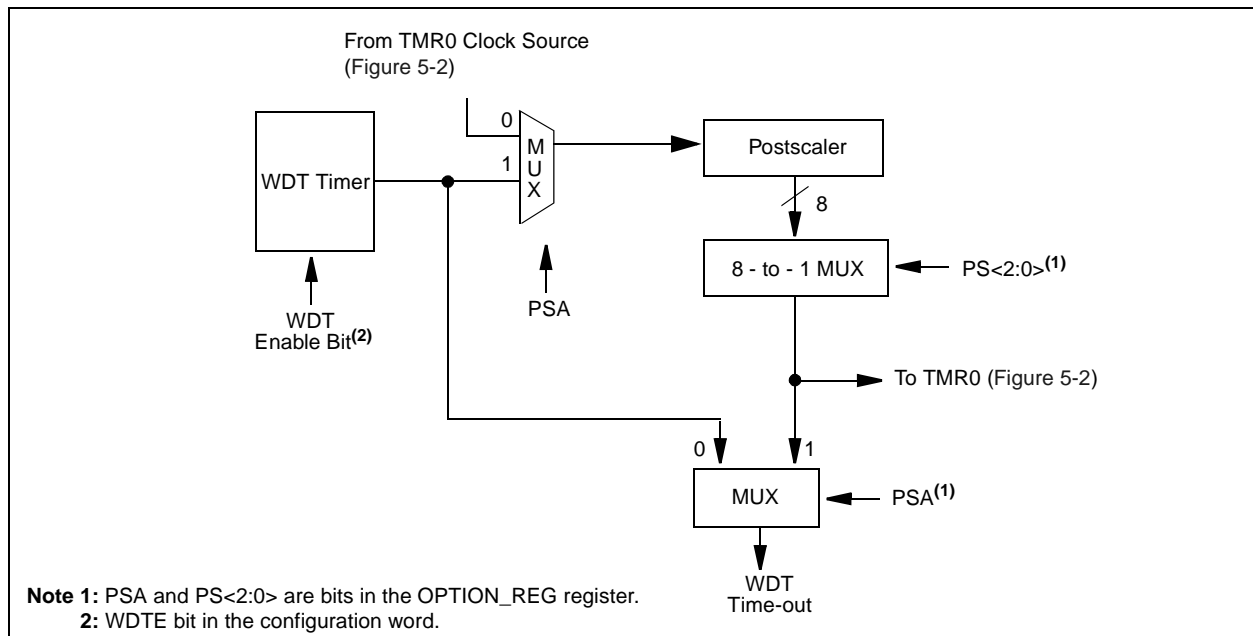 From TMR0 Clock Source
(Figure 5-2)
0
1
MUX
WDT Timer
Postscaler
8
8 - to - 1 MUX
PS<2:0>(1)
PSA
WDT
Enable Bit(2)
To TMR0 (Figure 5-2)
0
1
MUX
PSA(1)
WDT
Time-out
Note 1: PSA and PS<2:0> are bits in the OPTION_REG register.
2: WDTE bit in the configuration word.